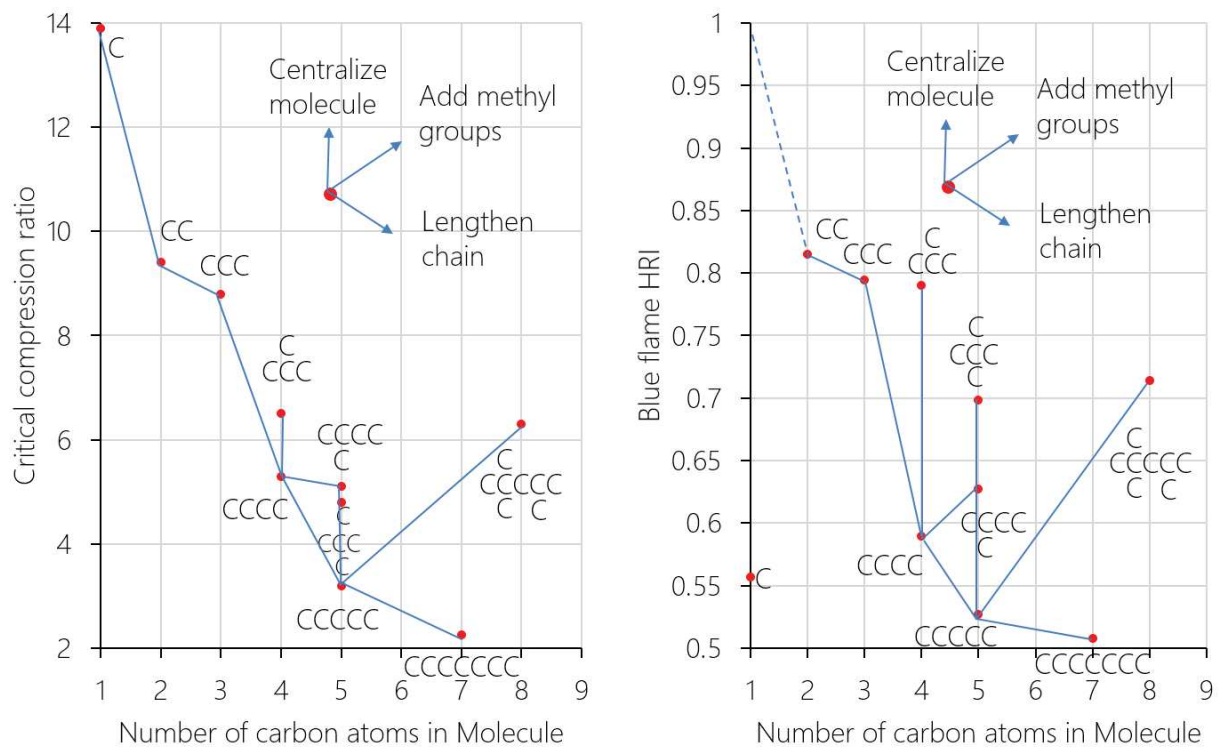 Critical compression ratio
14
12
10
8
6
4
2
C
CC
CCC
C
CCC
CCCC
CCCC
C
C
CCC
C
CCCCC
C
CCCCC
C C
CCCCCCC
Centralize
molecule
Add methyl
groups
Lengthen
chain
1 2 3 4 5 6 7 8 9
Number of carbon atoms in Molecule
Blue flame HRI
1
0.95
0.9
0.85
0.8
0.75
0.7
0.65
0.6
0.55
0.5
Centralize
molecule
Add methyl
groups
Lengthen
chain
CC
CCC
C
CCC
C
CCC
C
C
CCCCC
C C
CCCC
C
CCCC
C
CCCCC
CCCCCCC
1 2 3 4 5 6 7 8 9
Number of carbon atoms in Molecule